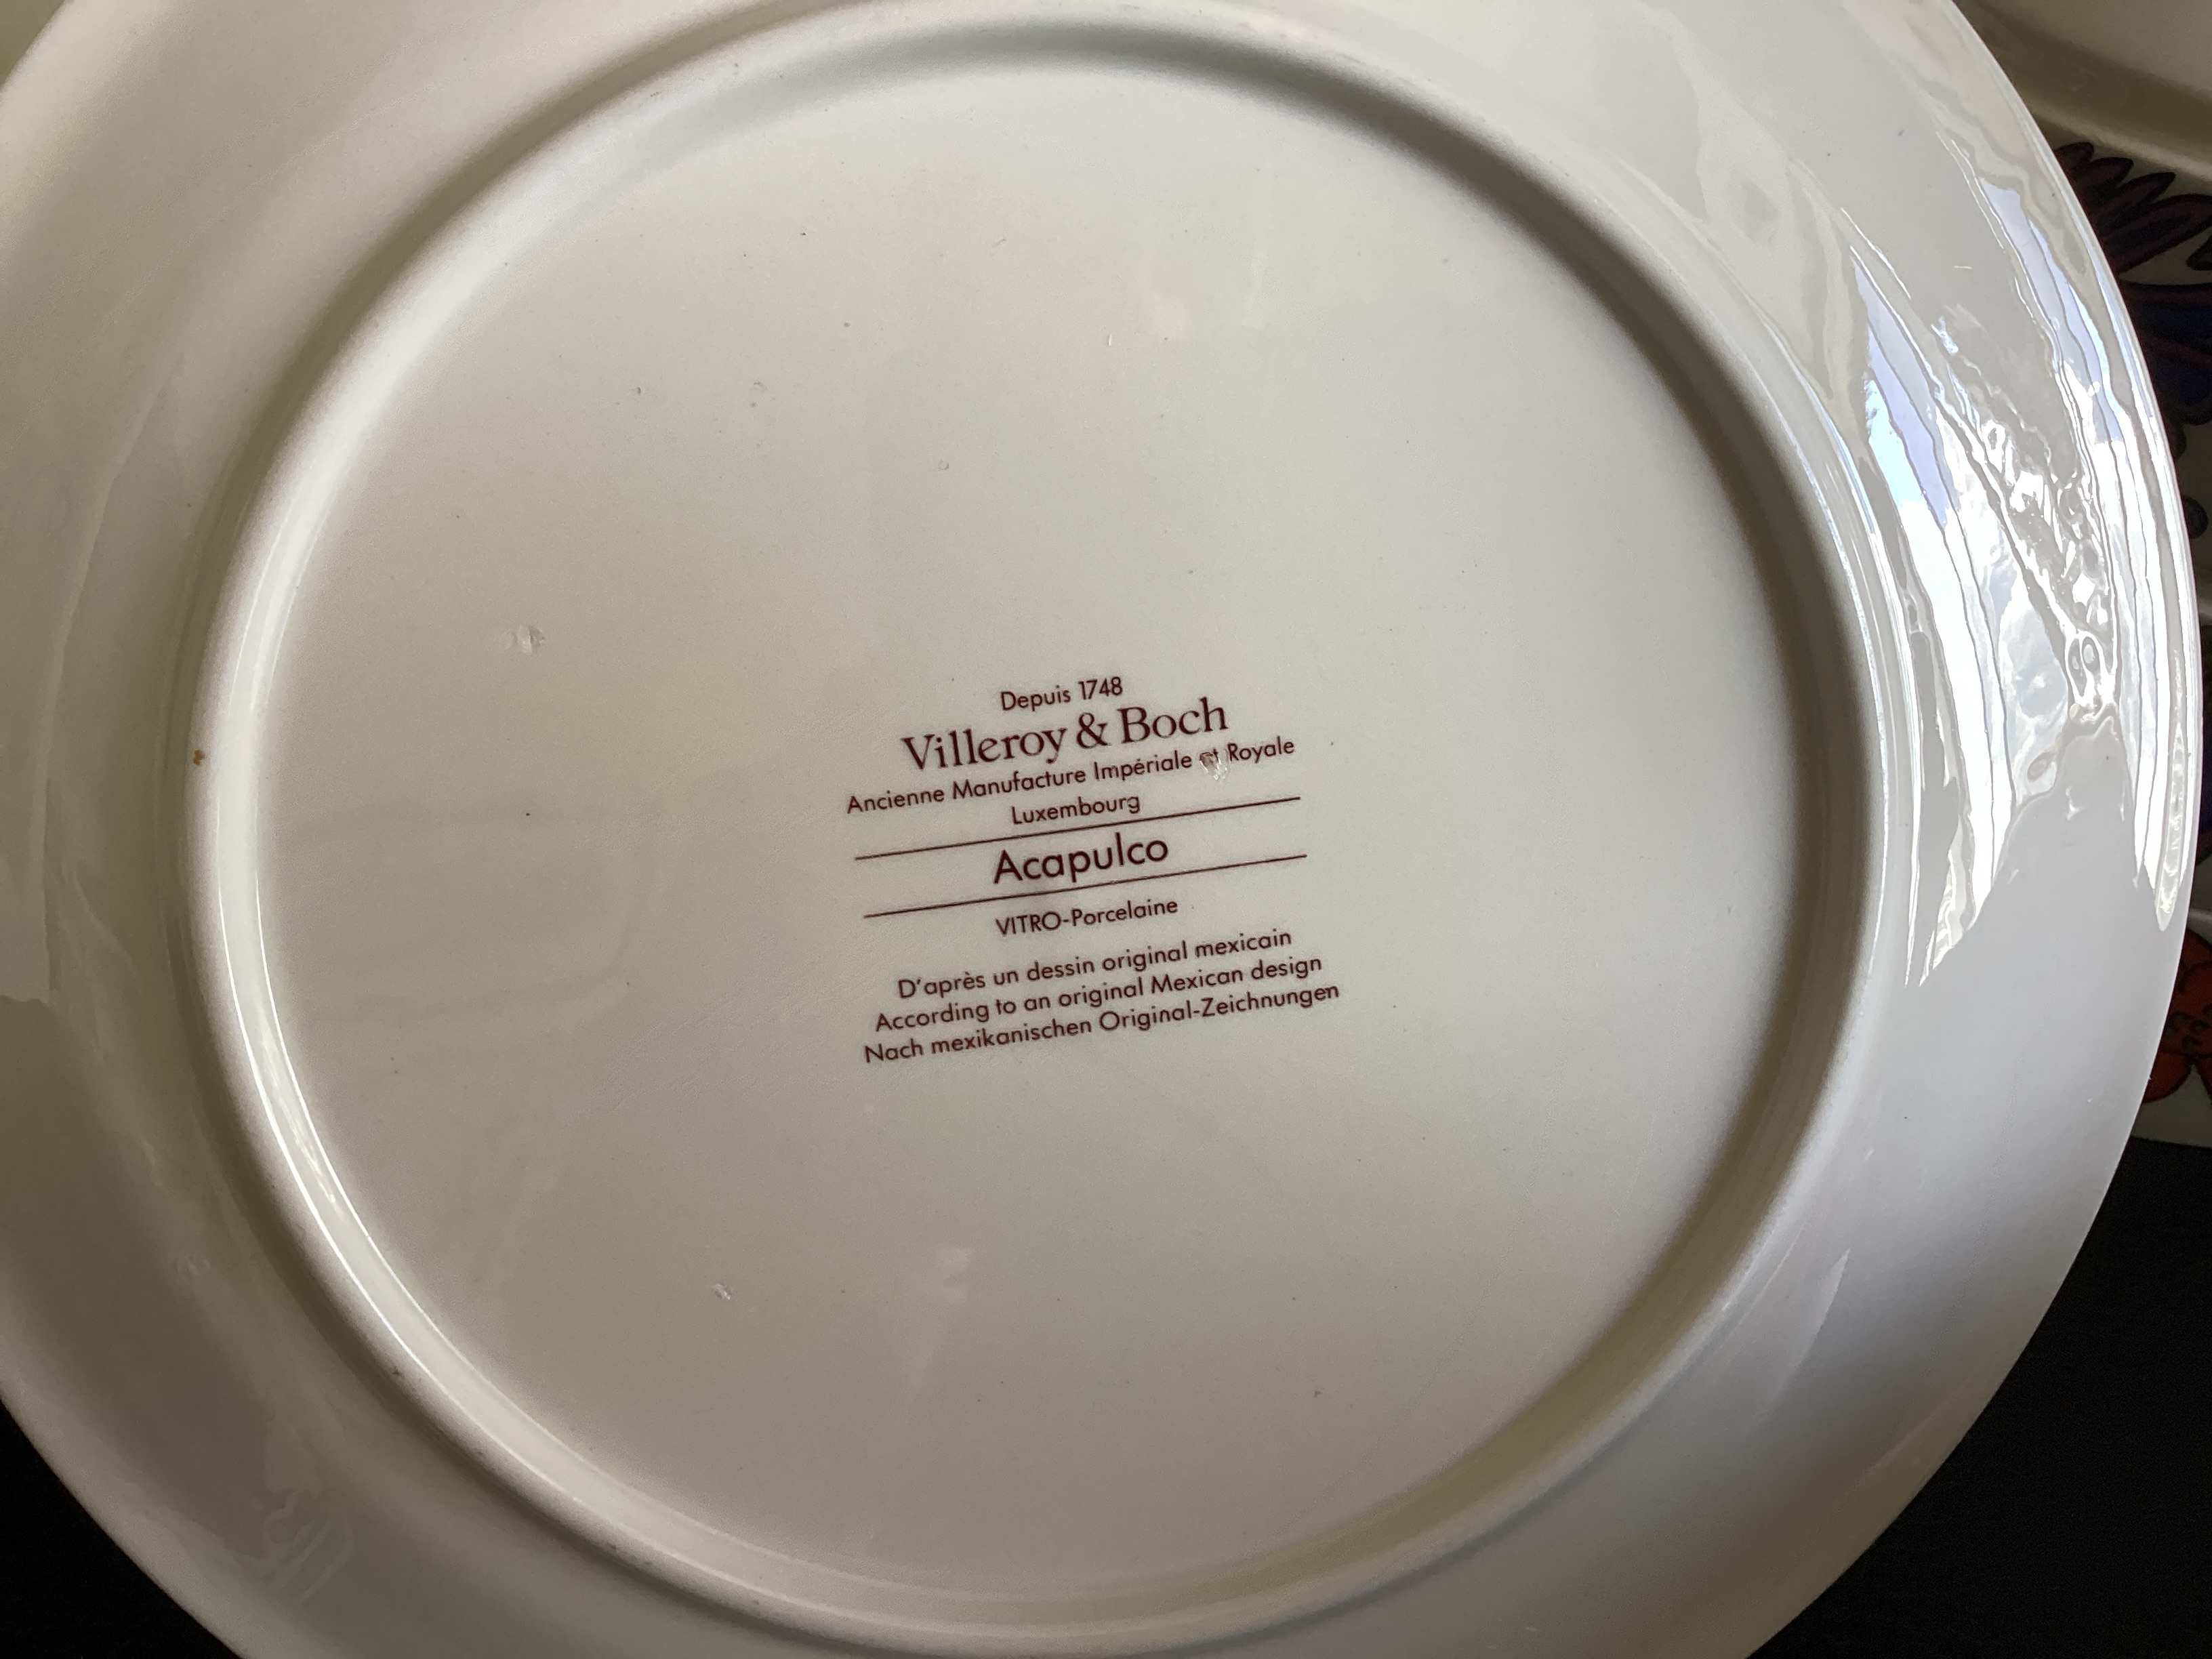 Depuis 1748
Villeroy & Boch
Ancienne Manufacture Impériale et Royale
Luxembourg
Acapulco
VITRO-Porcelaine
D'après un dessin original mexicain
According to an original Mexican design
Nach mexikanischen Original-Zeichnungen